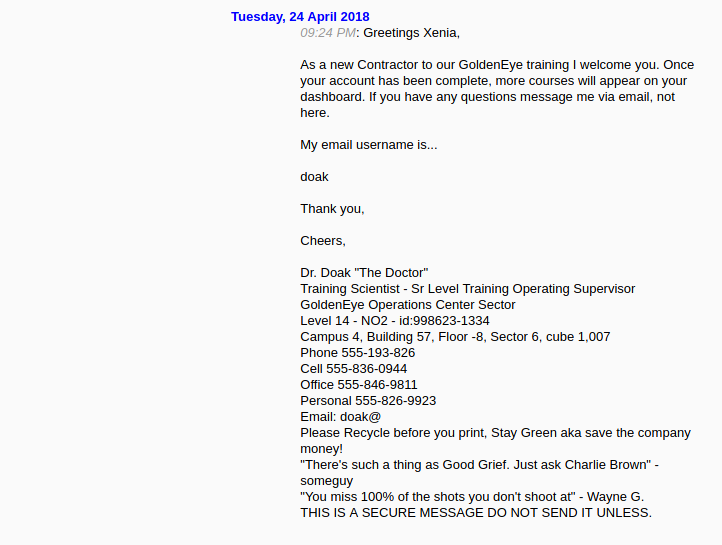 Tuesday, 24 April 2018
09:24 PM: Greetings Xenia,
As a new Contractor to our GoldenEye training I welcome you. Once
your account has been complete, more courses will appear on your
dashboard. If you have any questions message me via email, not
here.
My email username is...
doak
Thank you,
Cheers,
Dr. Doak "The Doctor"
Training Scientist - Sr Level Training Operating Supervisor
GoldenEye Operations Center Sector
Level 14 - NO2 - id:998623-1334
Campus 4, Building 57, Floor -8, Sector 6, cube 1,007
Phone 555-193-826
Cell 555-836-0944
Office 555-846-9811
Personal 555-826-9923
Email: doak@
Please Recycle before you print, Stay Green aka save the company
money!
"There's such a thing as Good Grief. Just ask Charlie Brown" -
someguy
"You miss 100% of the shots you don't shoot at" - Wayne G.
THIS IS A SECURE MESSAGE DO NOT SEND IT UNLESS.